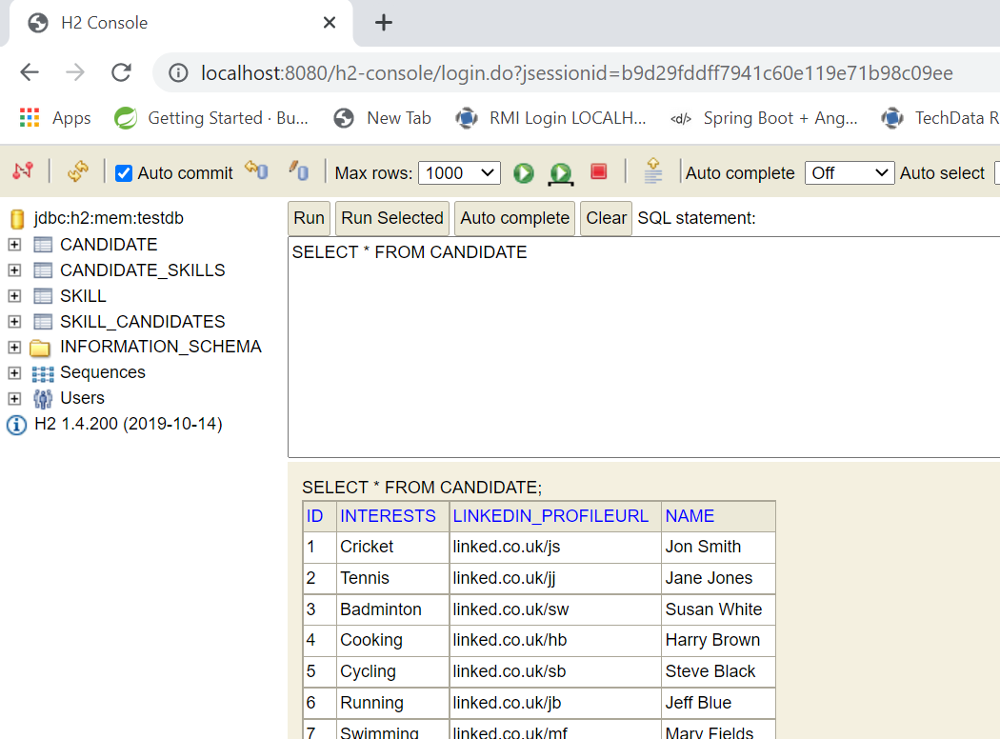 H2 Console
localhost:8080/h2-console/login.do?jsessionid=b9d29fddff7941c60e119e71b98c09ee
Apps Getting Started · Bu... New Tab RMI Login LOCALH... </> Spring Boot + Ang... TechData R
Auto commit Max rows: 1000 Auto complete Off Auto select
jdbc:h2:mem:testdb
CANDIDATE
CANDIDATE_SKILLS
SKILL
SKILL_CANDIDATES
INFORMATION_SCHEMA
Sequences
Users
H2 1.4.200 (2019-10-14)
Run Run Selected Auto complete Clear SQL statement:
SELECT * FROM CANDIDATE
SELECT * FROM CANDIDATE;
ID INTERESTS LINKEDIN_PROFILEURL NAME
1 Cricket linked.co.uk/js Jon Smith
2 Tennis linked.co.uk/jj Jane Jones
3 Badminton linked.co.uk/sw Susan White
4 Cooking linked.co.uk/hb Harry Brown
5 Cycling linked.co.uk/sb Steve Black
6 Running linked.co.uk/jb Jeff Blue
7 Swimming linked.co.uk/mf Mary Fields